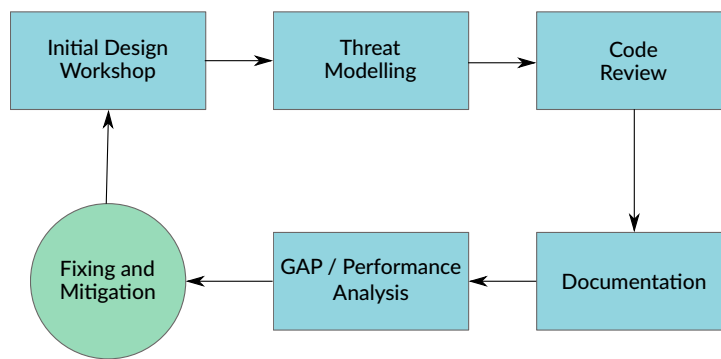 Initial Design
Workshop
Threat
Modelling
Code
Review
Fixing and
Mitigation
GAP / Performance
Analysis
Documentation